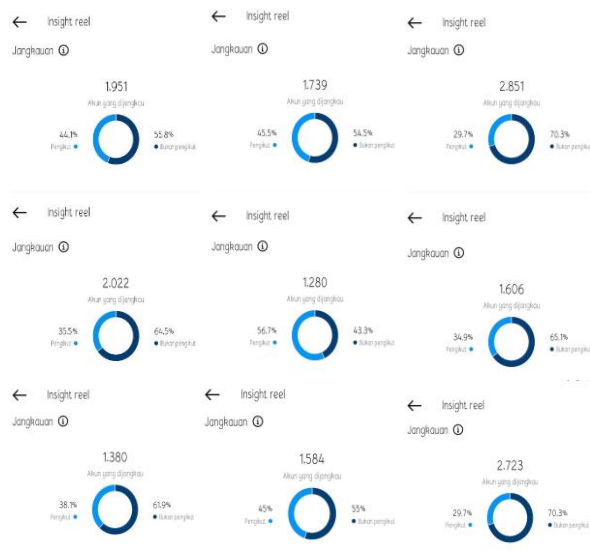 Insight reel
Jangkauan
1.951
Akun yang dijangkau
44,1%
Pengikut
55.8%
Bukan pengikut
Insight reel
Jangkauan
1.739
Akun yang dijangkau
45.5%
Pengikut
54.5%
Bukan pengikut
Insight reel
Jangkauan
2.851
Akun yang dijangkau
29.7%
Pengikut
70.3%
Bukan pengikut
Insight reel
Jangkauan
2.022
Akun yang dijangkau
35.5%
Pengikut
64,5%
Bukan pengikut
Insight reel
Jangkauan
1.280
Akun yang dijangkau
56.7%
Pengikut
43.3%
Bukan pengikut
Insight reel
Jangkauan
1.606
Akun yang dijangkau
34.9%
Pengikut
65.1%
Bukan pengikut
Insight reel
Jangkauan
1.380
Akun yang dijangkau
38.1%
Pengikut
61.9%
Bukan pengikut
Insight reel
Jangkauan
1.584
Akun yang dijangkau
45%
Pengikut
55%
Bukan pengikut
Insight reel
Jangkauan
2.723
Akun yang dijangkau
29.7%
Pengikut
70.3%
Bukan pengikut